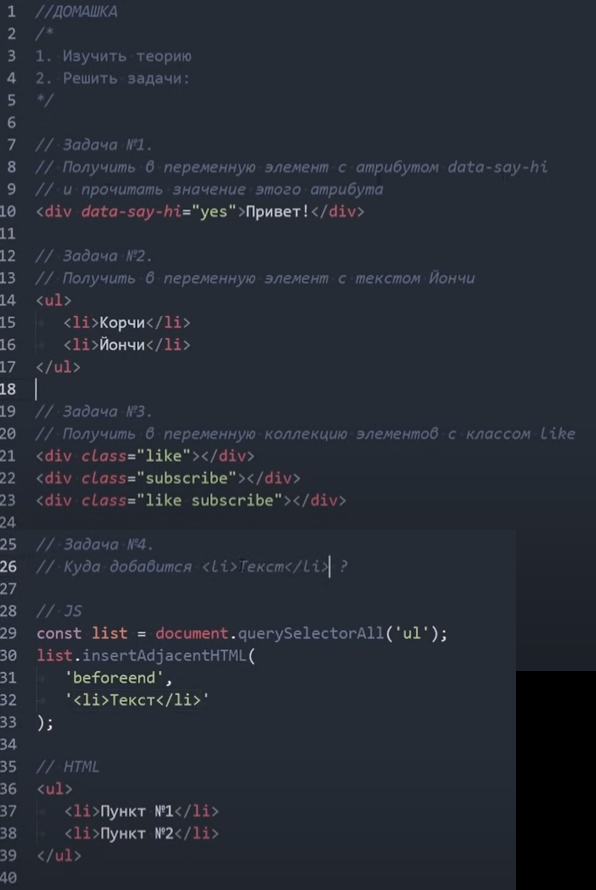 1 //ДОМАШКА
2 /*
3 1. Изучить теорию
4 2. Решить задачи:
5 */
6
7 // Задача №1.
8 // Получить в переменную элемент с атрибутом data-say-hi
9 // и прочитать значение этого атрибута
10 <div data-say-hi="yes">Привет!</div>
11
12 // Задача №2.
13 // Получить в переменную элемент с текстом Йончи
14 <ul>
15 <li>Корчи</li>
16 <li>Йончи</li>
17 </ul>
18
19 // Задача №3.
20 // Получить в переменную коллекцию элементов с классом like
21 <div class="like"></div>
22 <div class="subscribe"></div>
23 <div class="like subscribe"></div>
24
25 // Задача №4.
26 // Куда добавится <li>Текст</li> ?
27
28 // JS
29 const list = document.querySelectorAll('ul');
30 list.insertAdjacentHTML(
31 'beforeend',
32 '<li>Текст</li>'
33 );
34
35 // HTML
36 <ul>
37 <li>Пункт №1</li>
38 <li>Пункт №2</li>
39 </ul>
40